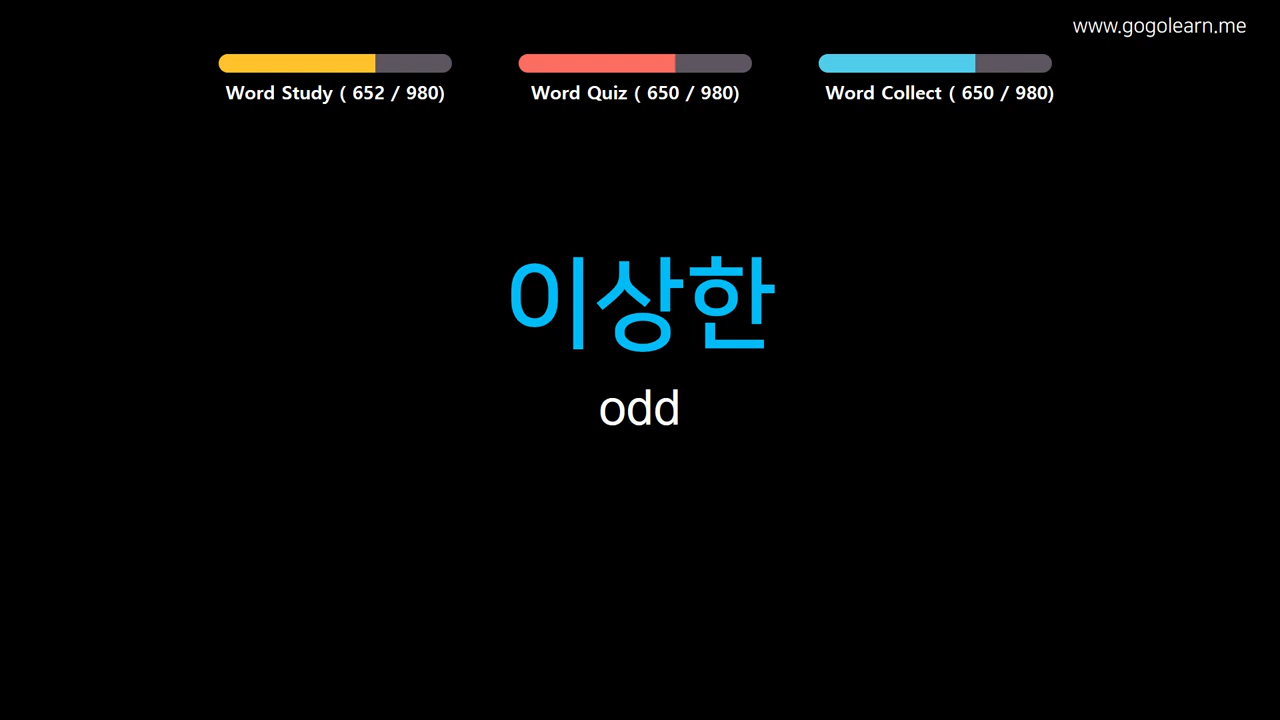 www.gogolearn.me
Word Study ( 652 / 980)
Word Quiz ( 650 / 980)
Word Collect ( 650 / 980)
이상한
odd